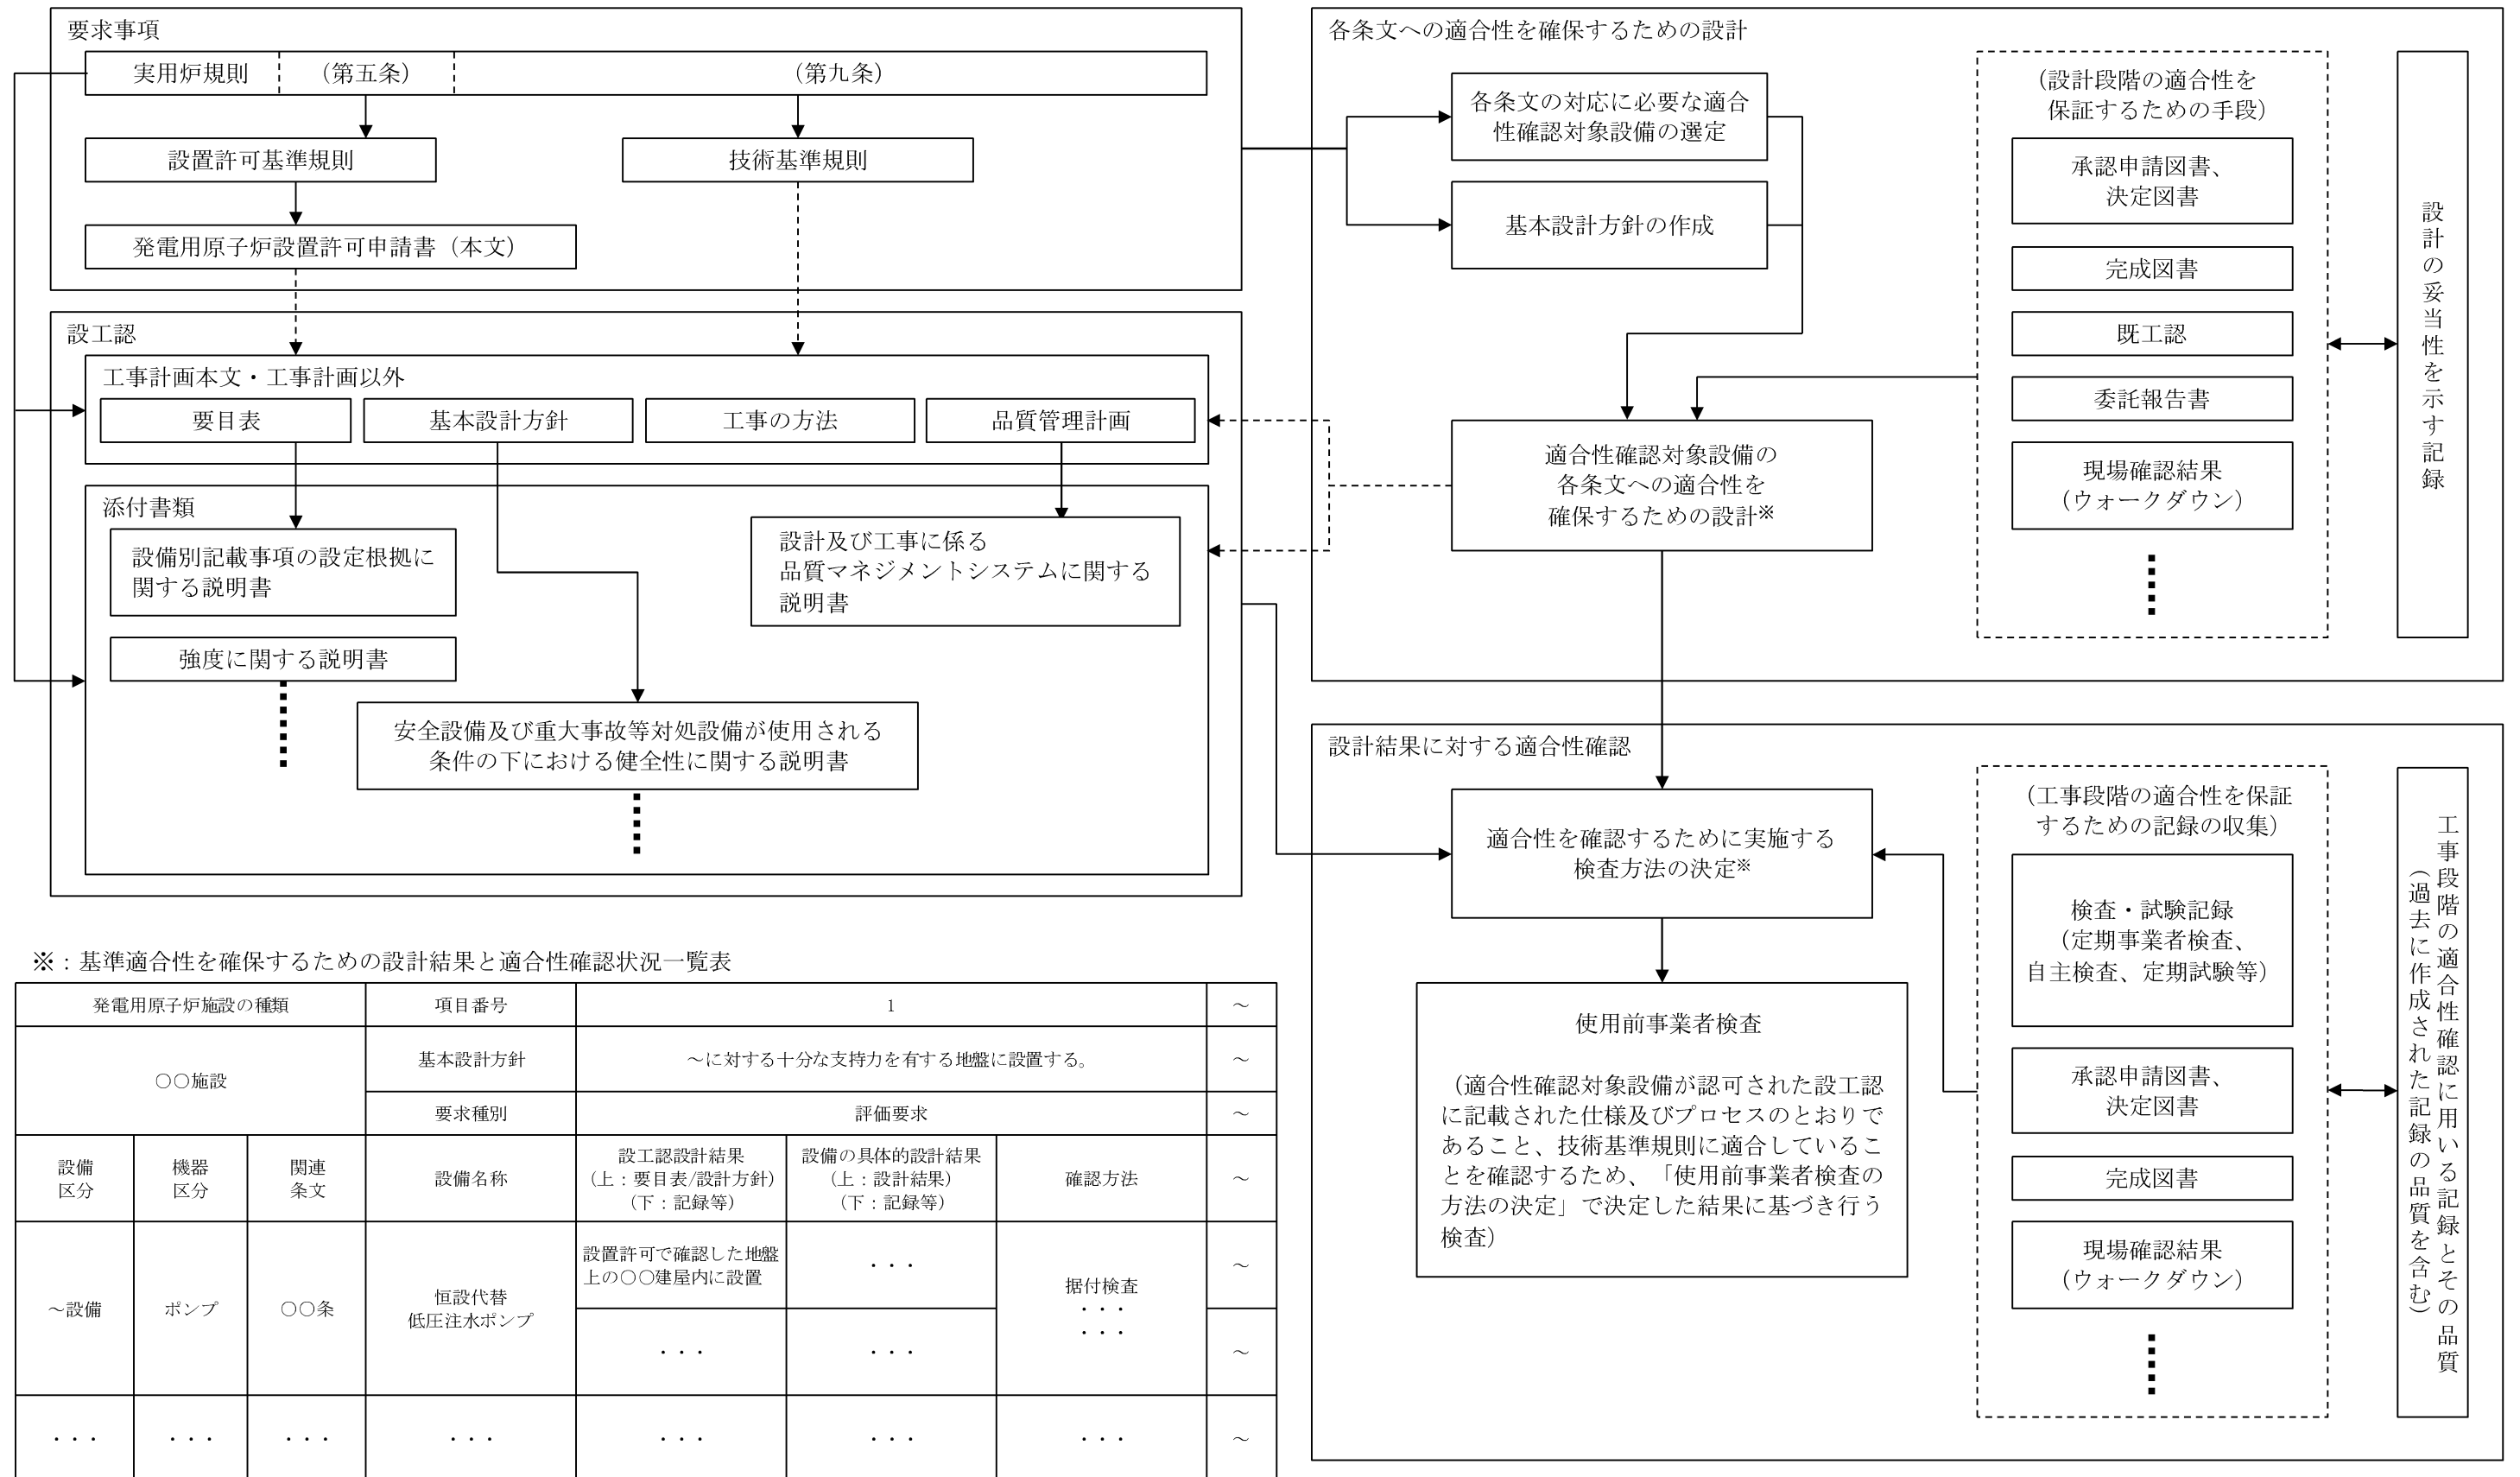 要求事項
実用炉規則
（第五条）
（第九条）
設置許可基準規則
技術基準規則
発電用原子炉設置許可申請書（本文）
設工認
工事計画本文・工事計画以外
要目表
基本設計方針
工事の方法
品質管理計画
添付書類
設備別記載事項の設定根拠に
関する説明書
設計及び工事に係る
品質マネジメントシステムに関する
説明書
強度に関する説明書
安全設備及び重大事故等対処設備が使用される
条件の下における健全性に関する説明書
各条文への適合性を確保するための設計
各条文の対応に必要な適合
性確認対象設備の選定
基本設計方針の作成
適合性確認対象設備の
各条文への適合性を
確保するための設計※
（設計段階の適合性を
保証するための手段）
承認申請図書、
決定図書
完成図書
既工認
委託報告書
現場確認結果
（ウォークダウン）
設計の妥当性を示す記録
設計結果に対する適合性確認
適合性を確認するために実施する
検査方法の決定※
使用前事業者検査
（適合性確認対象設備が認可された設工認
に記載された仕様及びプロセスのとおりで
あること、技術基準規則に適合しているこ
とを確認するため、「使用前事業者検査の
方法の決定」で決定した結果に基づき行う
検査）
（工事段階の適合性を保証
するための記録の収集）
検査・試験記録
（定期事業者検査、
自主検査、定期試験等）
承認申請図書、
決定図書
完成図書
現場確認結果
（ウォークダウン）
工事段階の適合性確認に用いる記録とその品質
（過去に作成された記録の品質を含む）
※：基準適合性を確保するための設計結果と適合性確認状況一覧表
発電用原子炉施設の種類
項目番号
1
～
○○施設
基本設計方針
～に対する十分な支持力を有する地盤に設置する。
～
要求種別
評価要求
～
設備
区分
機器
区分
関連
条文
設備名称
設工認設計結果
（上：要目表/設計方針）
（下：記録等）
設備の具体的設計結果
（上：設計結果）
（下：記録等）
確認方法
～
～設備
ポンプ
○○条
恒設代替
低圧注水ポンプ
設置許可で確認した地盤
上の○○建屋内に設置
・・・
据付検査
・・・
・・・
～
・・・
・・・
～
・・・
・・・
・・・
・・・
・・・
・・・
・・・
～